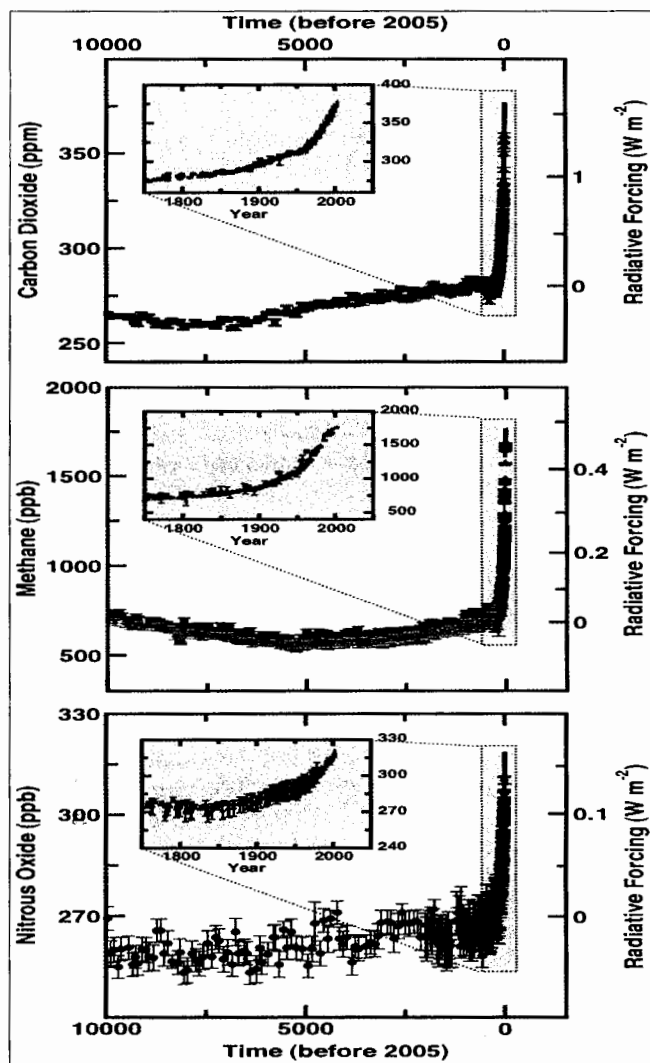 Time (before 2005)
10000 5000 0
Carbon Dioxide (ppm)
350
300
250
400
350
300
1800 1900 2000
Year
1
0
Radiative Forcing (W m-2)
Methane (ppb)
2000
1500
1000
500
2000
1500
1000
500
1800 1900 2000
Year
0.4
0.2
0
Radiative Forcing (W m-2)
Nitrous Oxide (ppb)
330
300
270
330
300
270
240
1800 1900 2000
Year
0.1
0
Radiative Forcing (W m-2)
10000 5000 0
Time (before 2005)